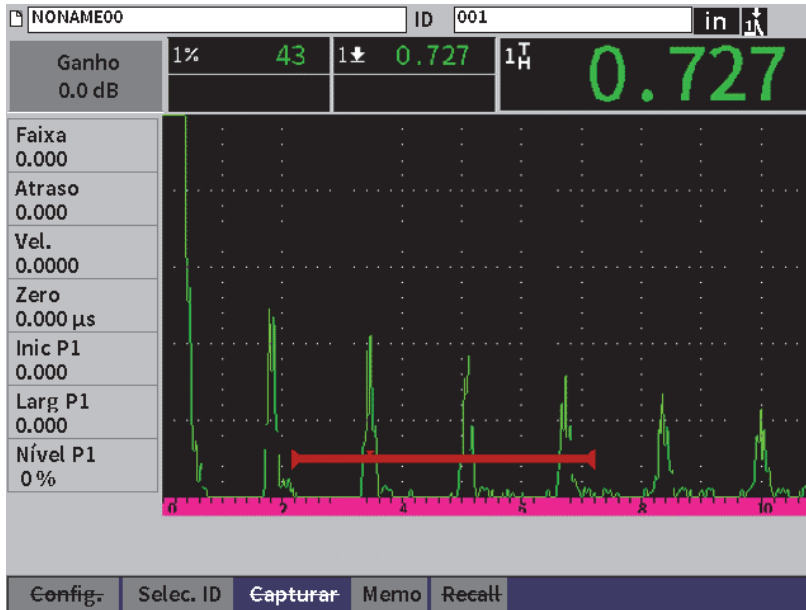 NONAME00 ID 001 in
Ganho
0.0 dB
1% 43
1 0.727
1 T H 0.727
Faixa
0.000
Atraso
0.000
Vel.
0.0000
Zero
0.000 µs
Inic P1
0.000
Larg P1
0.000
Nível P1
0%
0 2 4 6 8 10
Config. Selec. ID Capturar Memo Recall